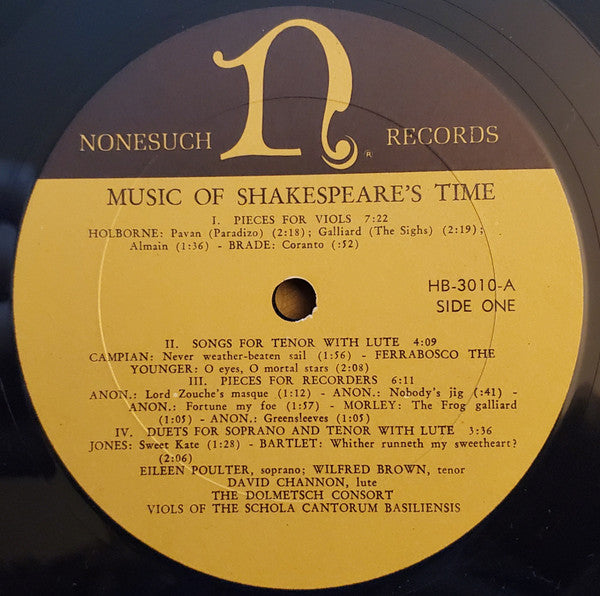 n
®
NONESUCH RECORDS
MUSIC OF SHAKESPEARE'S TIME
I. PIECES FOR VIOLS 7:22
HOLBORNE: Pavan (Paradizo) (2:18); Galliard (The Sighs) (2:19);
Almain (1:36) - BRADE: Coranto (:52)
HB-3010-A
SIDE ONE
II. SONGS FOR TENOR WITH LUTE 4:09
CAMPIAN: Never weather-beaten sail (1:56) - FERRABOSCO THE
YOUNGER: O eyes, O mortal stars (2:08)
III. PIECES FOR RECORDERS 6:11
ANON.: Lord Zouche's masque (1:12) - ANON.: Nobody's jig (:41) -
ANON.: Fortune my foe (1:57) - MORLEY: The Frog galliard
(1:05) - ANON.: Greensleeves (1:05)
IV. DUETS FOR SOPRANO AND TENOR WITH LUTE 3:36
JONES: Sweet Kate (1:28) - BARTLET: Whither runneth my sweetheart?
(2:06)
EILEEN POULTER, soprano; WILFRED BROWN, tenor
DAVID CHANNON, lute
THE DOLMETSCH CONSORT
VIOLS OF THE SCHOLA CANTORUM BASILIENSIS